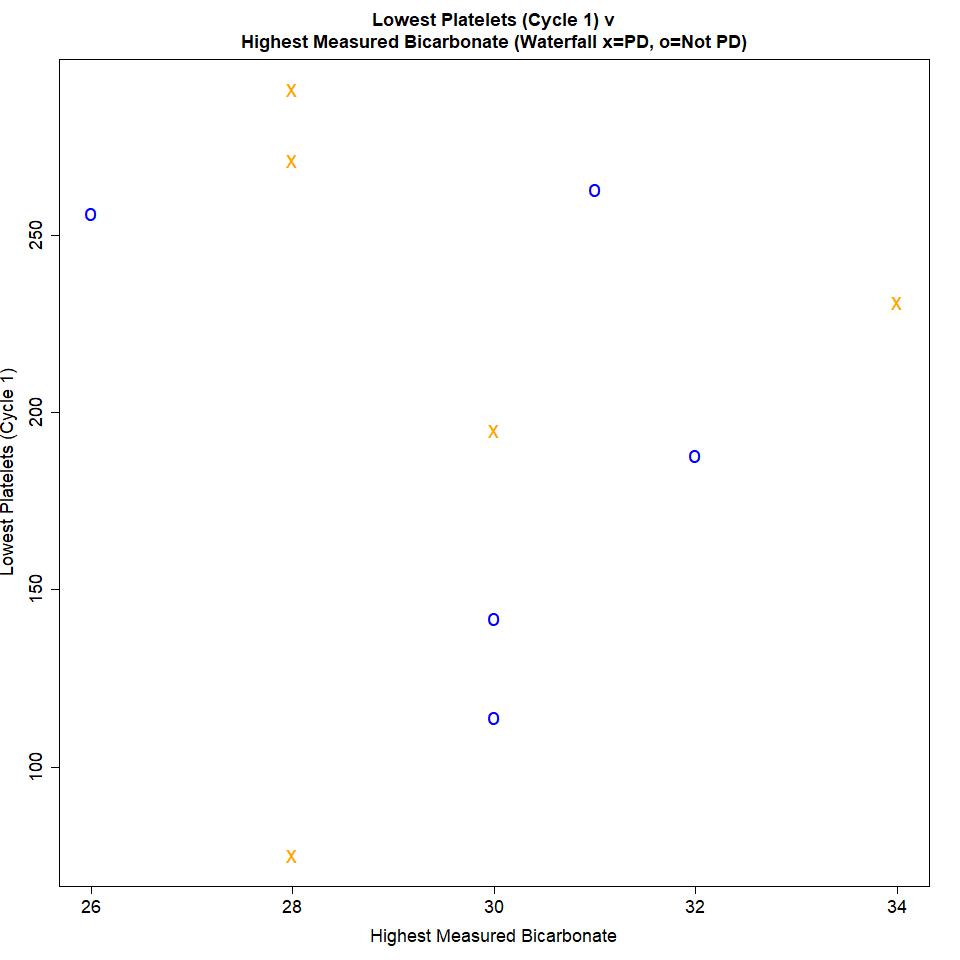 Lowest Platelets (Cycle 1) v
Highest Measured Bicarbonate (Waterfall x=PD, o=Not PD)
X
X
O
O
250
X
Lowest Platelets (Cycle 1)
200
X
O
150
O
O
100
X
26 28 30 32 34
Highest Measured Bicarbonate